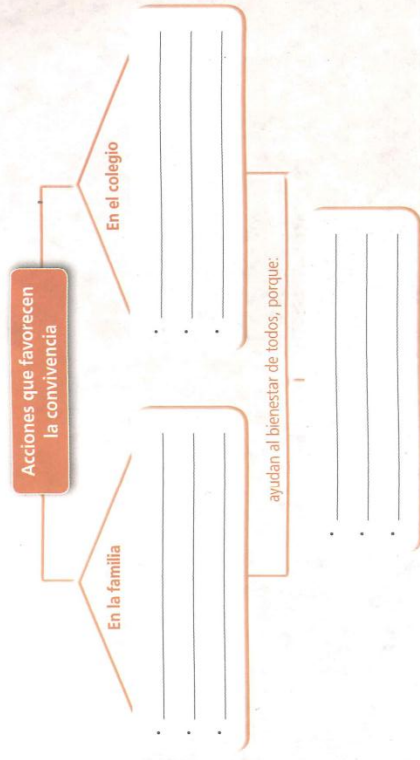 Acciones que favorecen
la convivencia
En la familia
En el colegio
ayudan al bienestar de todos, porque: